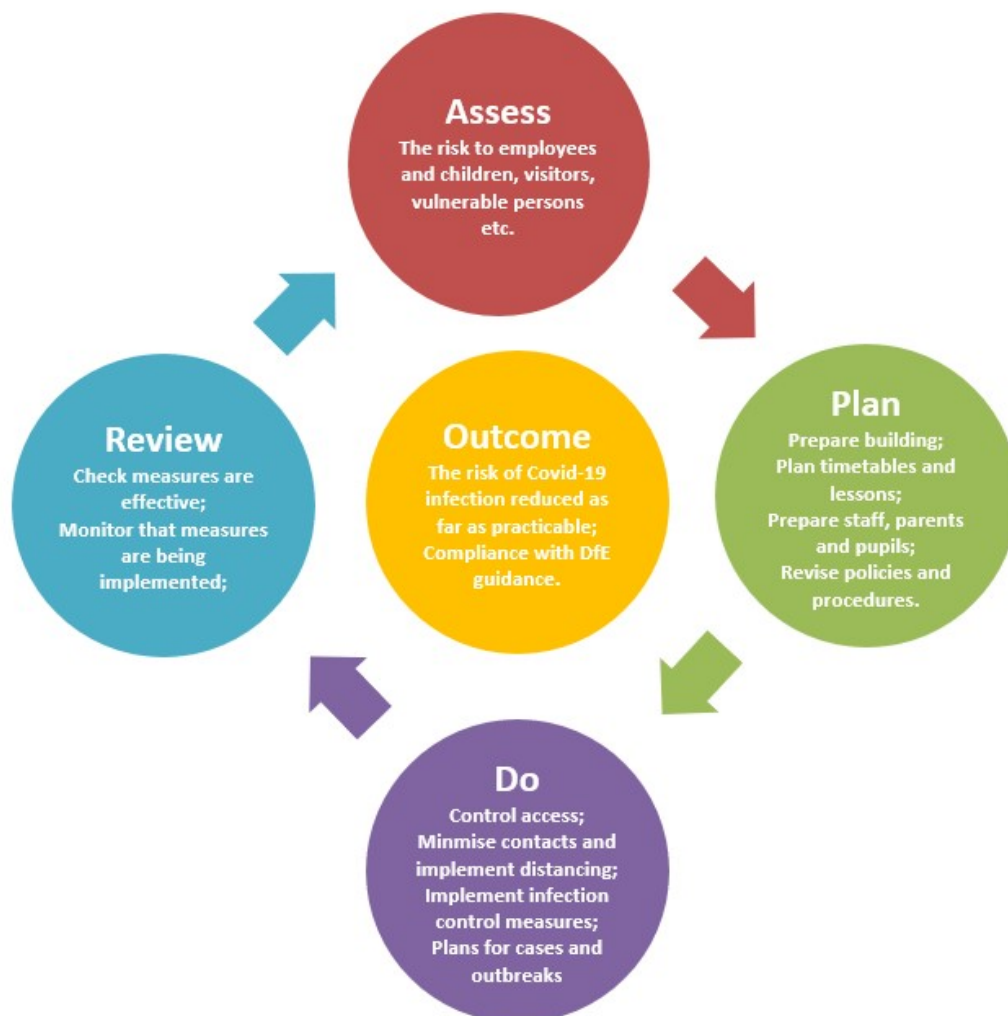 Assess
The risk to employees
and children, visitors,
vulnerable persons
etc.
Plan
Prepare building;
Plan timetables and
lessons;
Prepare staff, parents
and pupils;
Revise policies and
procedures.
Do
Control access;
Minmise contacts and
implement distancing;
Implement infection
control measures;
Plans for cases and
outbreaks
Review
Check measures are
effective;
Monitor that measures
are being
implemented;
Outcome
The risk of Covid-19
infection reduced as
far as practicable;
Compliance with DfE
guidance.